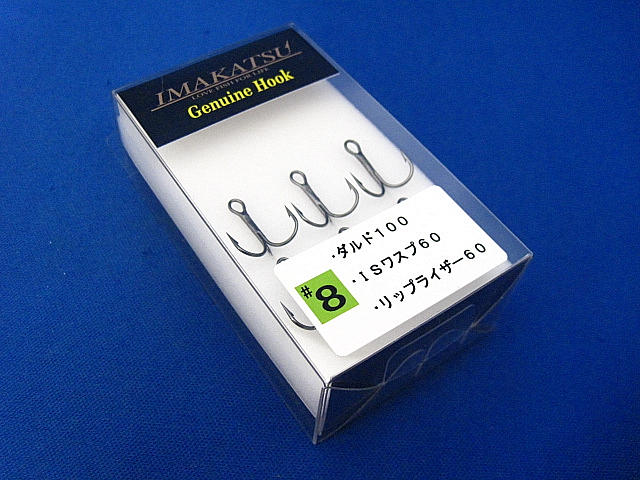 IMAKATSU
LOVE FISH FOR LIFE
Genuine Hook
#8
・ダルド100
・ISワスプ60
・リップライザー60